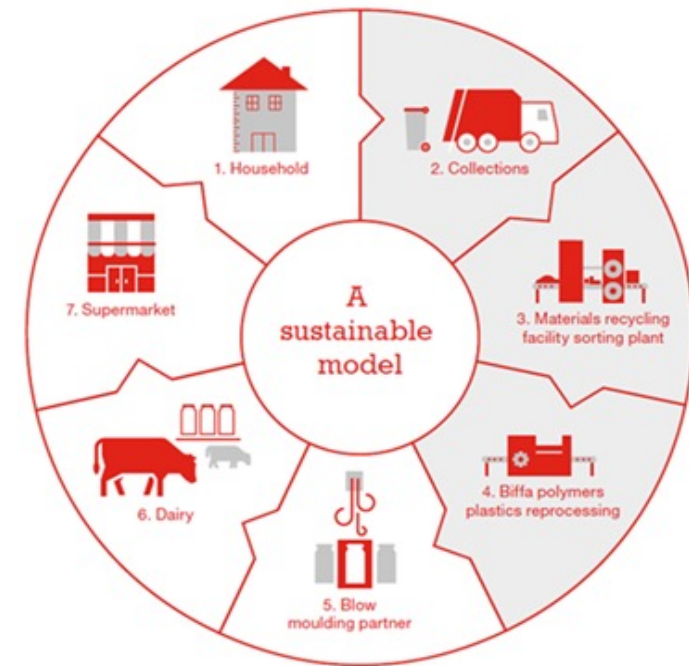 A
sustainable
model
1. Household
2. Collections
3. Materials recycling
facility sorting plant
4. Biffa polymers
plastics reprocessing
5. Blow
moulding partner
6. Dairy
7. Supermarket